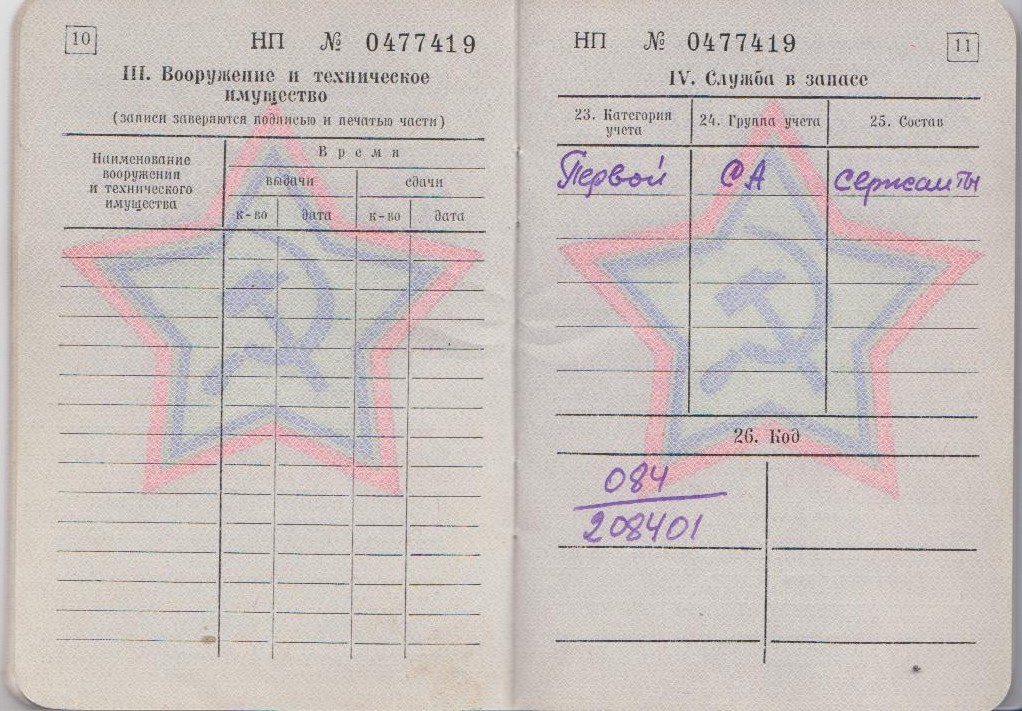 10
НП № 0477419
III. Вооружение и техническое
имущество
(записи заверяются подписью и печатью части)
Наименование
вооружения
и технического
имущества
Время
выдачи
сдачи
к-во
дата
к-во
дата
НП № 0477419
11
IV. Служба в запасе
23. Категория
учета
24. Группа учета
25. Состав
Первой
СА
сержанты
26. Код
084
208401